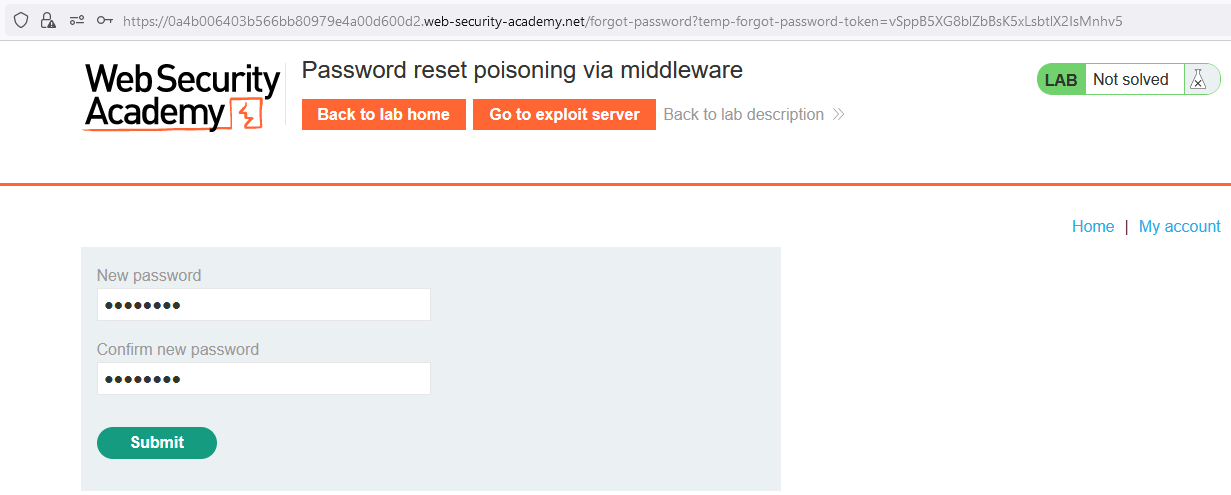 https://0a4b006403b566bb80979e4a00d600d2.web-security-academy.net/forgot-password?temp-forgot-password-token=vSppB5XG8blZbBsK5xLsbtlX2IsMnhv5
Web Security
Academy
Password reset poisoning via middleware
Back to lab home
Go to exploit server
Back to lab description
LAB
Not solved
Home | My account
New password
••••••••
Confirm new password
••••••••
Submit